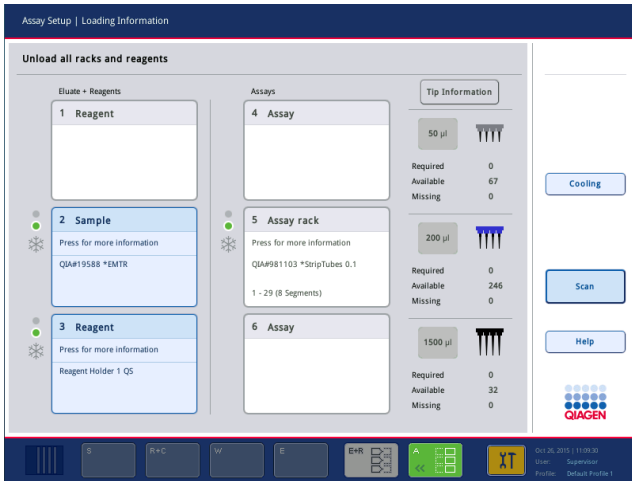 Assay Setup | Loading Information
Unload all racks and reagents
Eluate + Reagents
Assays
Tip Information
1 Reagent
4 Assay
50 µl
Required 0
Available 67
Missing 0
Cooling
2 Sample
Press for more information
QIA#19588 *EMTR
5 Assay rack
Press for more information
QIA#981103 *StripTubes 0.1
1 - 29 (8 Segments)
200 µl
Required 0
Available 246
Missing 0
Scan
3 Reagent
Press for more information
Reagent Holder 1 QS
6 Assay
1500 µl
Required 0
Available 32
Missing 0
Help
QIAGEN
S
R+C
W
E
E+R
A
Oct 26, 2015 | 11:09:30
User: Supervisor
Profile: Default Profile 1